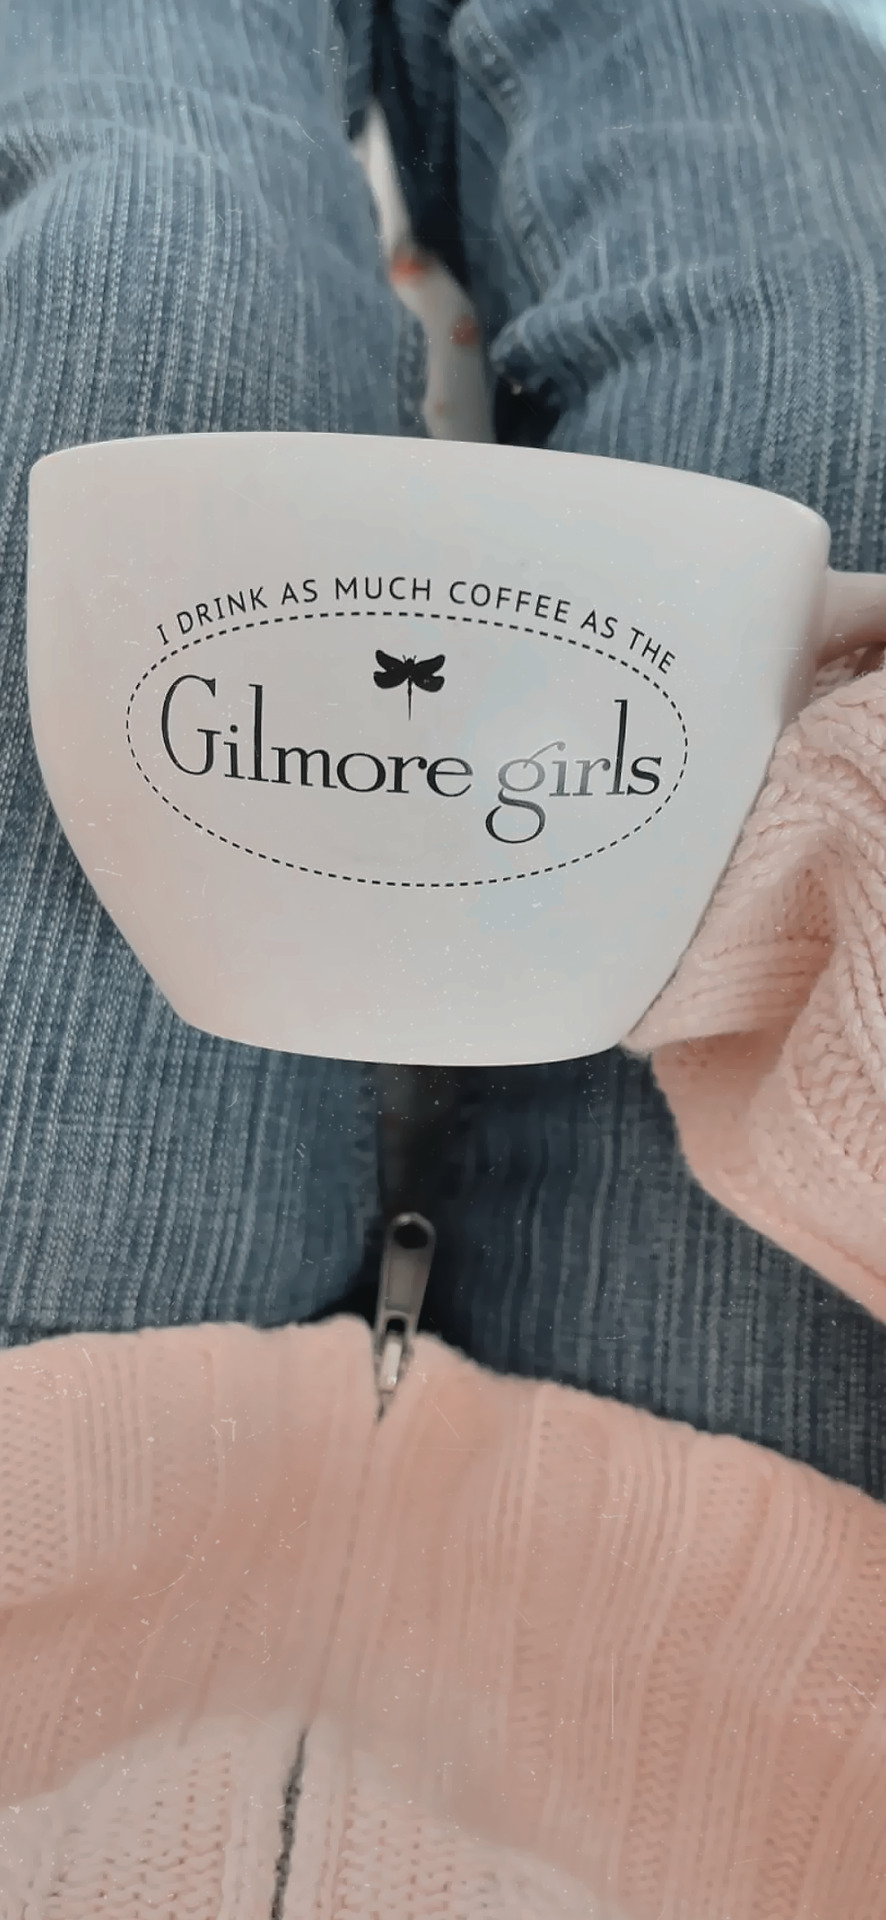 I DRINK AS MUCH COFFEE AS THE
Gilmore girls